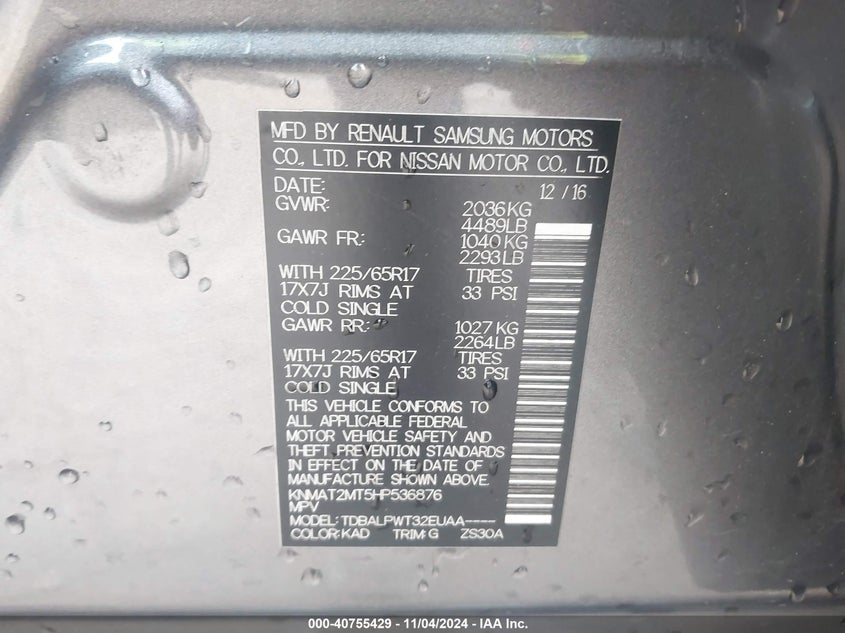 MFD BY RENAULT SAMSUNG MOTORS
CO., LTD. FOR NISSAN MOTOR CO., LTD.
DATE: 12 / 16
GVWR: 2036KG
4489LB
GAWR FR: 1040KG
2293LB
WITH 225/65R17 TIRES
17X7J RIMS AT 33 PSI
COLD SINGLE
GAWR RR: 1027KG
2264LB
WITH 225/65R17 TIRES
17X7J RIMS AT 33 PSI
COLD SINGLE
THIS VEHICLE CONFORMS TO
ALL APPLICABLE FEDERAL
MOTOR VEHICLE SAFETY AND
THEFT PREVENTION STANDARDS
IN EFFECT ON THE DATE OF
MANUFACTURE SHOWN ABOVE.
KNMAT2MT5HP536876
MPV
MODEL: TDBALPWT32EUAA----
COLOR:KAD TRIM:G ZS30A
000-40755429 - 11/04/2024 - IAA Inc.